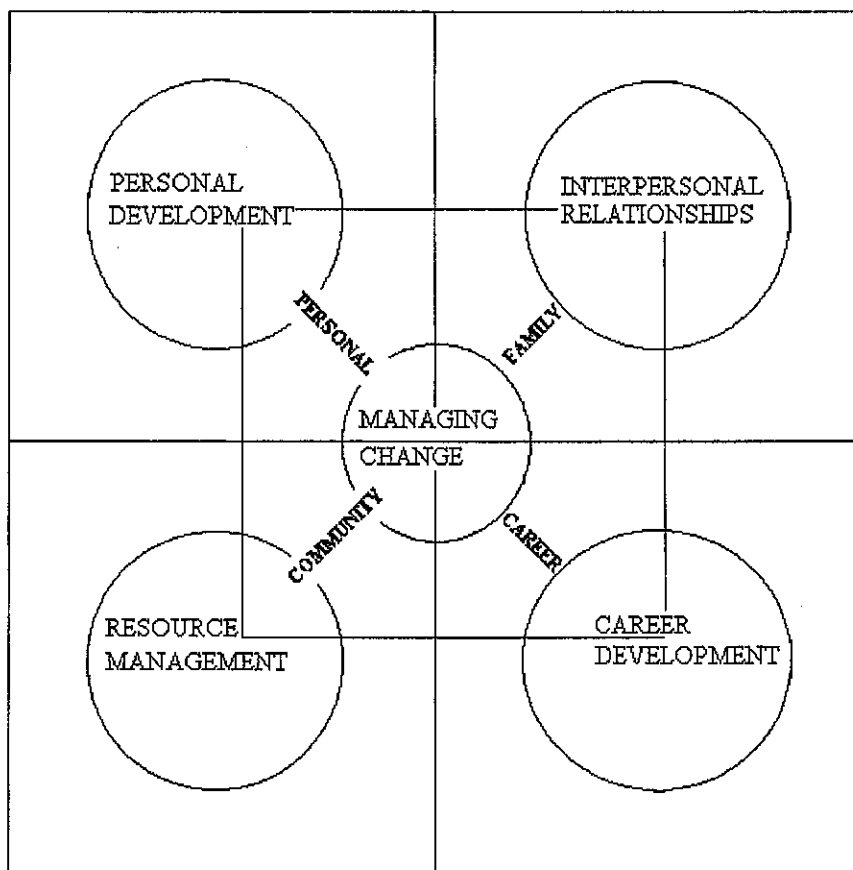 PERSONAL
DEVELOPMENT
INTERPERSONAL
RELATIONSHIPS
PERSONAL
FAMILY
MANAGING
CHANGE
COMMUNITY
CAREER
RESOURCE
MANAGEMENT
CAREER
DEVELOPMENT